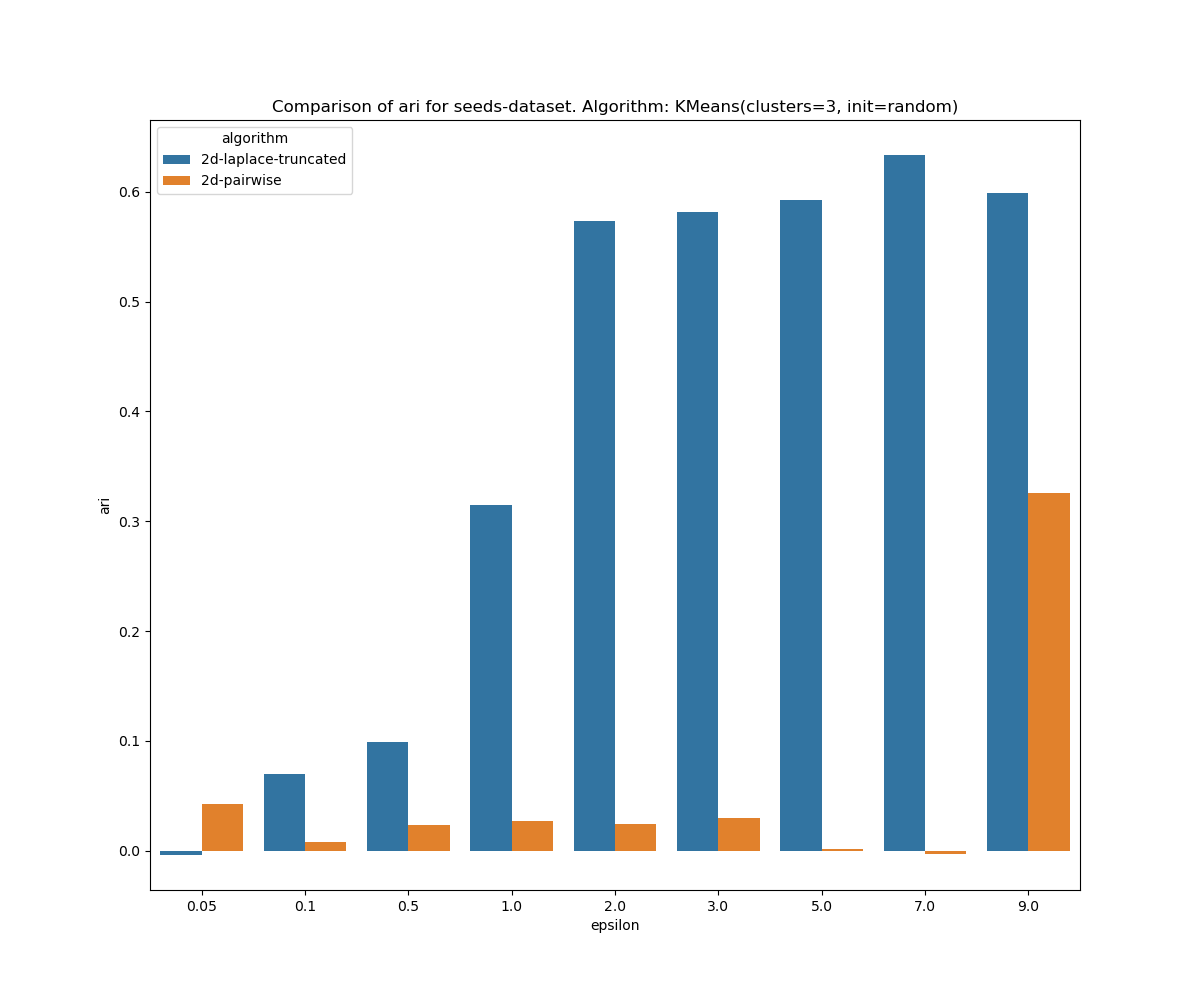 Comparison of ari for seeds-dataset. Algorithm: KMeans(clusters=3, init=random)
algorithm
2d-laplace-truncated
2d-pairwise
0.6
0.5
0.4
0.3
0.2
0.1
0.0
ari
0.05 0.1 0.5 1.0 2.0 3.0 5.0 7.0 9.0
epsilon